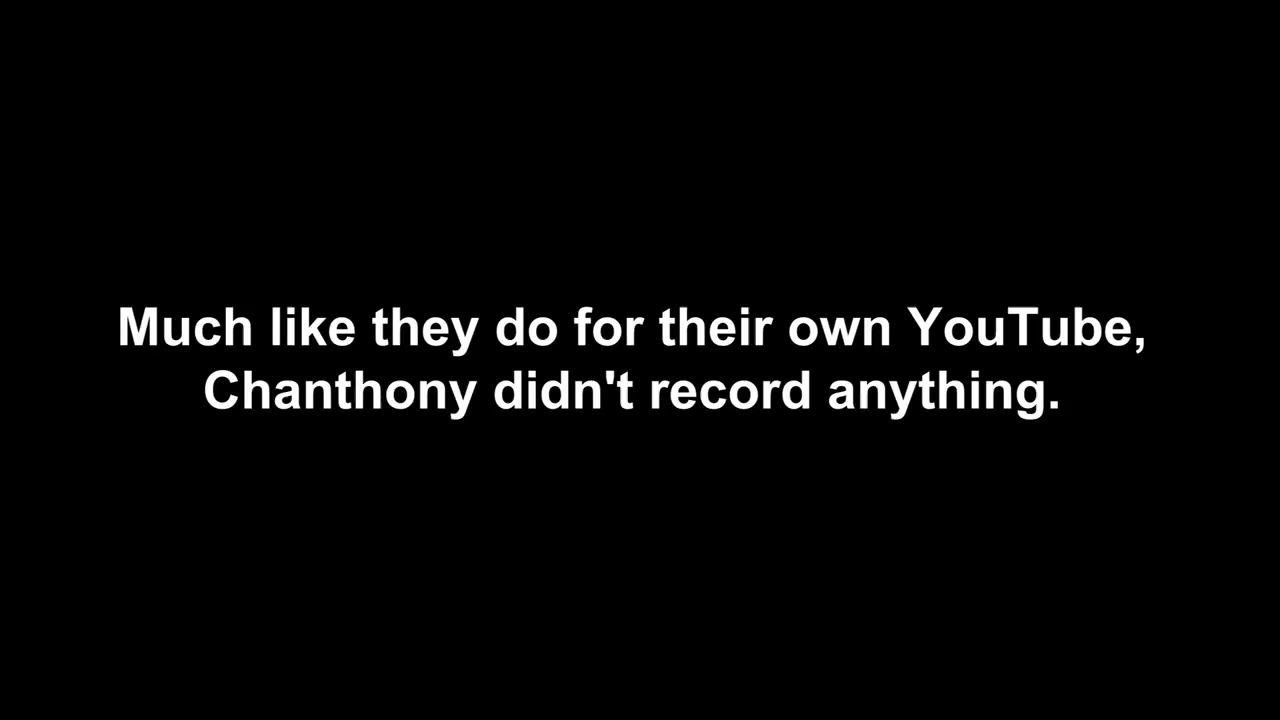 Much like they do for their own YouTube,
Chanthony didn't record anything.